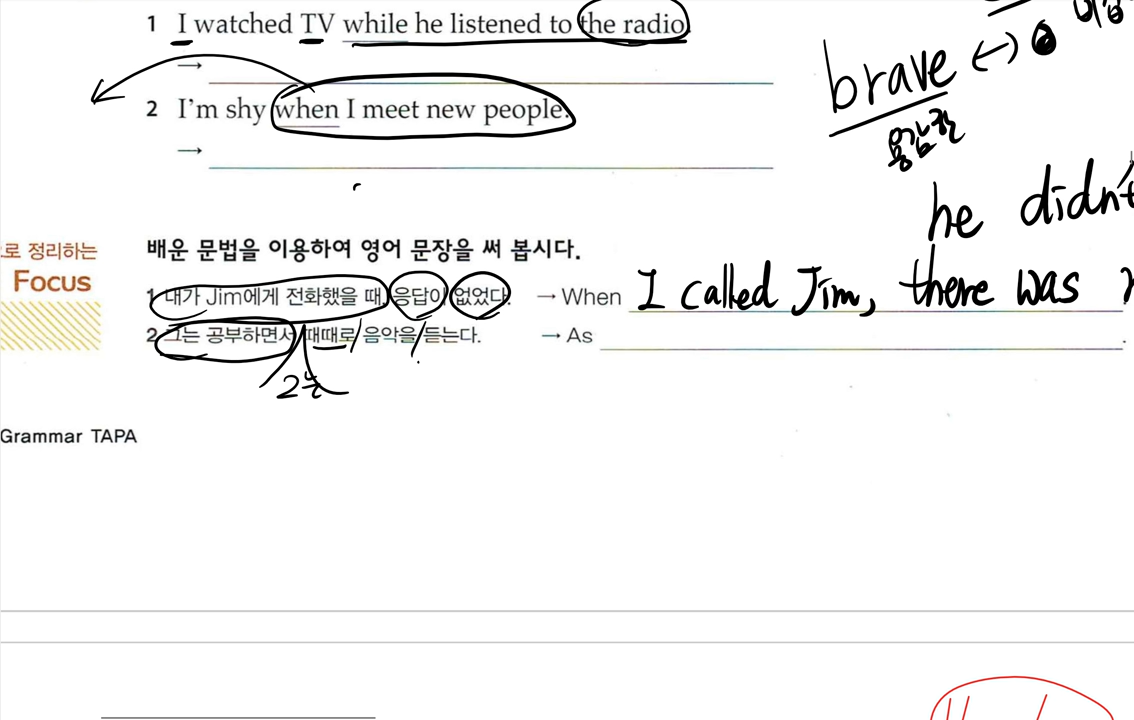 1 I watched TV while he listened to the radio.
→
2 I'm shy when I meet new people.
→
brave ↔
용감한
he didn't
로 정리하는
Focus
배운 문법을 이용하여 영어 문장을 써 봅시다.
1 내가 Jim에게 전화했을 때, 응답이 없었다. → When I called Jim, there was
2 그는 공부하면서 때때로 음악을 듣는다. → As
Grammar TAPA